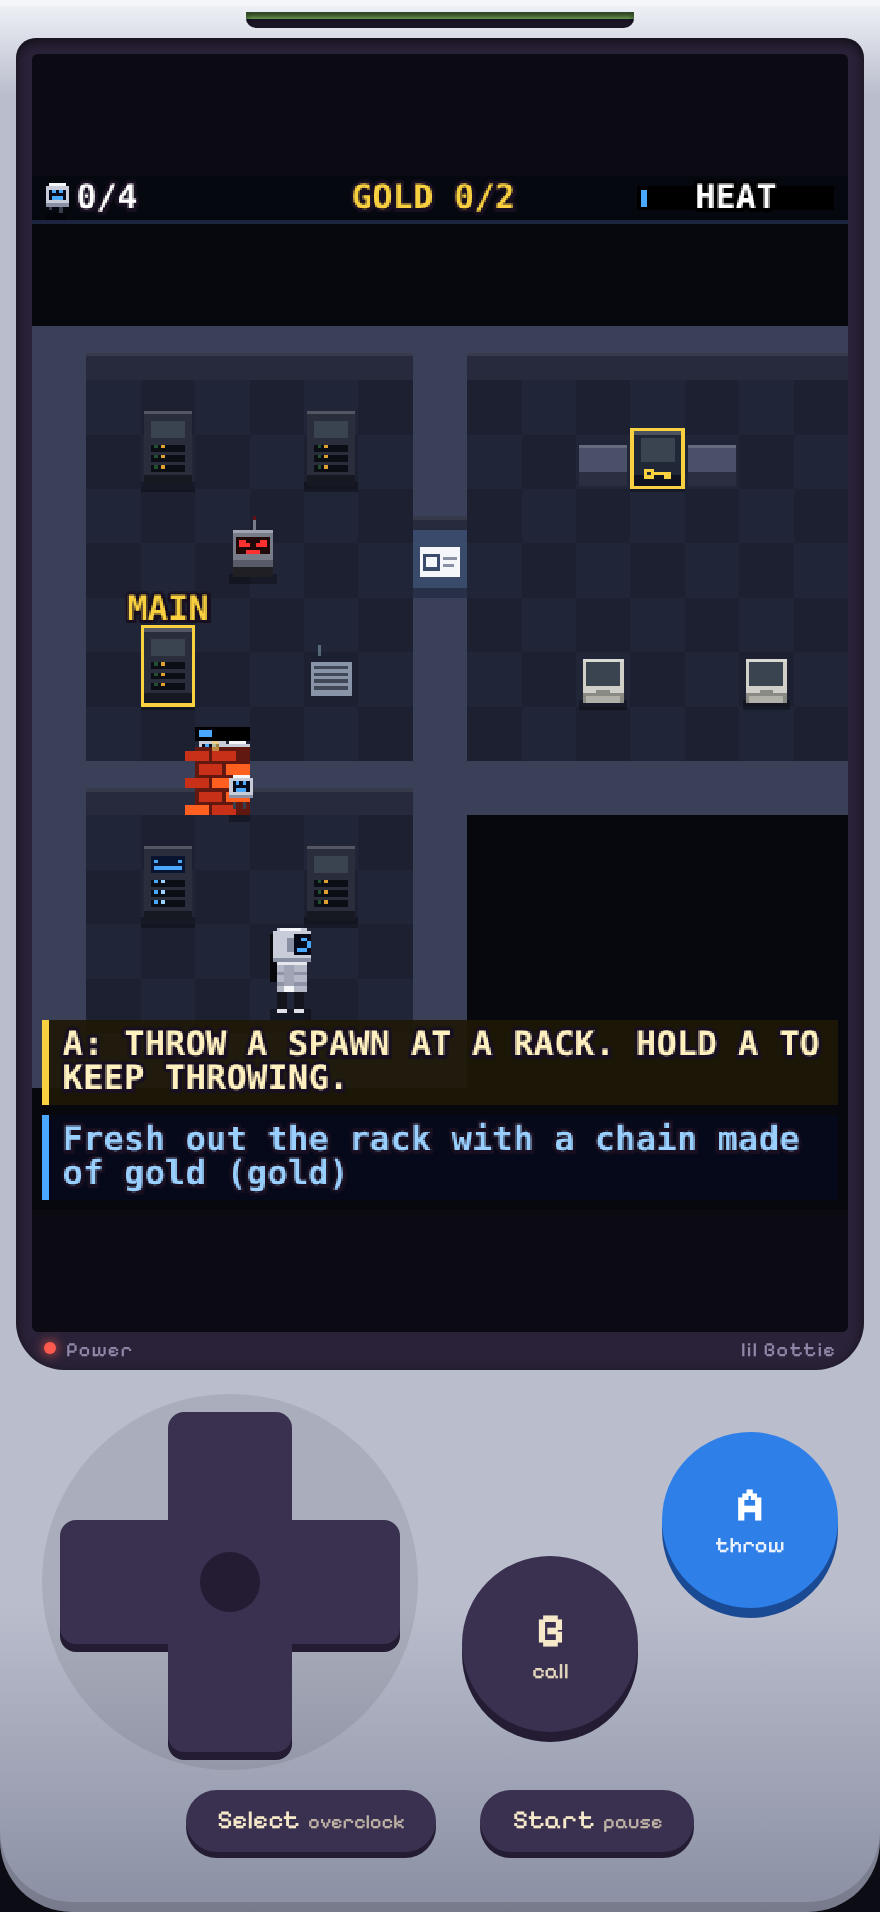 0/4
GOLD 0/2
HEAT
MAIN
A: THROW A SPAWN AT A RACK. HOLD A TO
KEEP THROWING.
Fresh out the rack with a chain made
of gold (gold)
Power
lil Bottie
A
throw
B
call
Select overclock
Start pause